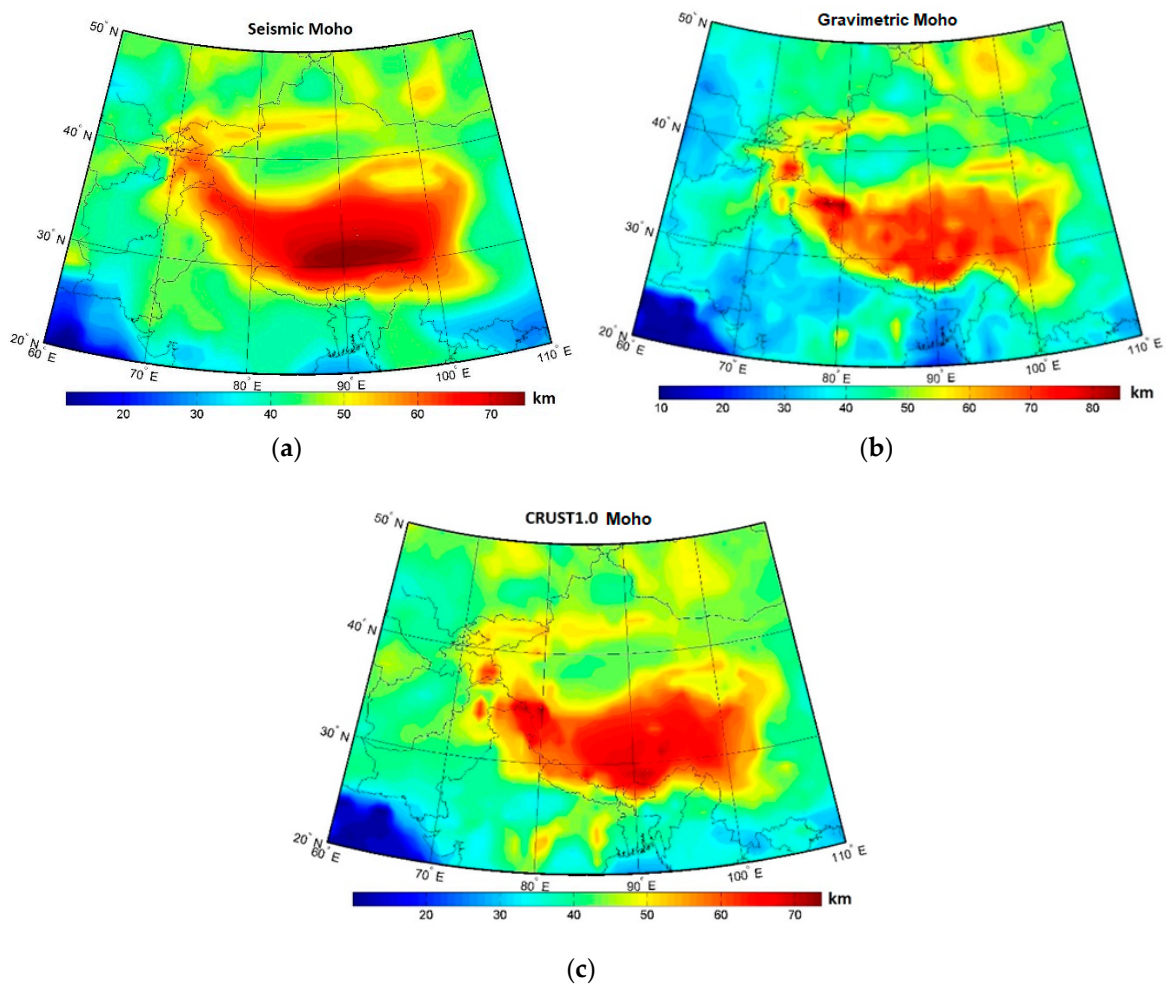 Seismic Moho
50° N
40° N
30° N
20° N
60° E
70° E
80° E
90° E
100° E
110° E
20 30 40 50 60 70 km
(a)
Gravimetric Moho
50° N
40° N
30° N
20° N
60° E
70° E
80° E
90° E
100° E
110° E
10 20 30 40 50 60 70 80 km
(b)
CRUST1.0 Moho
50° N
40° N
30° N
20° N
60° E
70° E
80° E
90° E
100° E
110° E
20 30 40 50 60 70 km
(c)